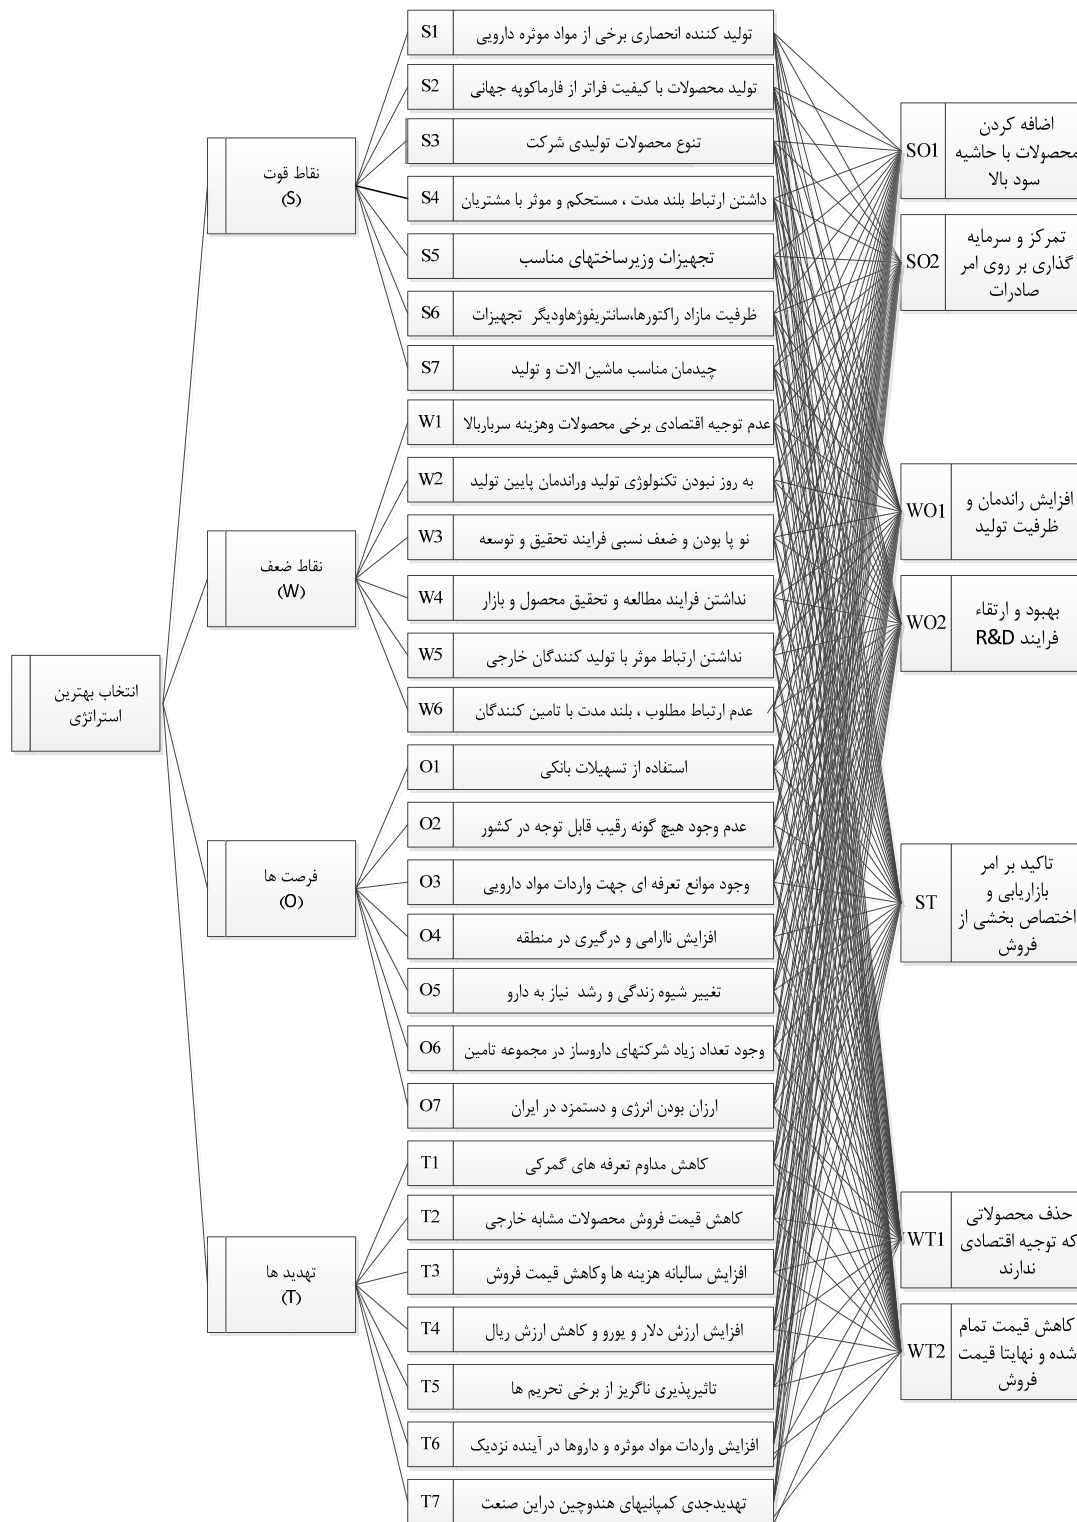 انتخاب بهترین
استراتژی
نقاط قوت
(S)
نقاط ضعف
(W)
فرصت ها
(O)
تهدید ها
(T)
S1 تولید کننده انحصاری برخی از مواد موثره دارویی
S2 تولید محصولات با کیفیت فراتر از فارماکوپه جهانی
S3 تنوع محصولات تولیدی شرکت
S4 داشتن ارتباط بلند مدت ، مستحکم و موثر با مشتریان
S5 تجهیزات وزیرساختهای مناسب
S6 ظرفیت مازاد راکتورها،سانتریفوژهاودیگر تجهیزات
S7 چیدمان مناسب ماشین الات و تولید
W1 عدم توجیه اقتصادی برخی محصولات وهزینه سرباربالا
W2 به روز نبودن تکنولوژی تولید وراندمان پایین تولید
W3 نو پا بودن و ضعف نسبی فرایند تحقیق و توسعه
W4 نداشتن فرایند مطالعه و تحقیق محصول و بازار
W5 نداشتن ارتباط موثر با تولید کنندگان خارجی
W6 عدم ارتباط مطلوب ، بلند مدت با تامین کنندگان
O1 استفاده از تسهیلات بانکی
O2 عدم وجود هیچ گونه رقیب قابل توجه در کشور
O3 وجود موانع تعرفه ای جهت واردات مواد دارویی
O4 افزایش ناارامی و درگیری در منطقه
O5 تغییر شیوه زندگی و رشد نیاز به دارو
O6 وجود تعداد زیاد شرکتهای داروساز در مجموعه تامین
O7 ارزان بودن انرژی و دستمزد در ایران
T1 کاهش مداوم تعرفه های گمرکی
T2 کاهش قیمت فروش محصولات مشابه خارجی
T3 افزایش سالیانه هزینه ها وکاهش قیمت فروش
T4 افزایش ارزش دلار و یورو و کاهش ارزش ریال
T5 تاثیرپذیری ناگریز از برخی تحریم ها
T6 افزایش واردات مواد موثره و داروها در آینده نزدیک
T7 تهدیدجدی کمپانیهای هندوچین دراین صنعت
SO1
اضافه کردن
محصولات با حاشیه
سود بالا
SO2
تمرکز و سرمایه
گذاری بر روی امر
صادرات
WO1
افزایش راندمان و
ظرفیت تولید
WO2
بهبود و ارتقاء
فرایند R&D
ST
تاکید بر امر
بازاریابی و
اختصاص بخشی از
فروش
WT1
حذف محصولاتی
که توجیه اقتصادی
ندارند
WT2
کاهش قیمت تمام
شده و نهایتا قیمت
فروش